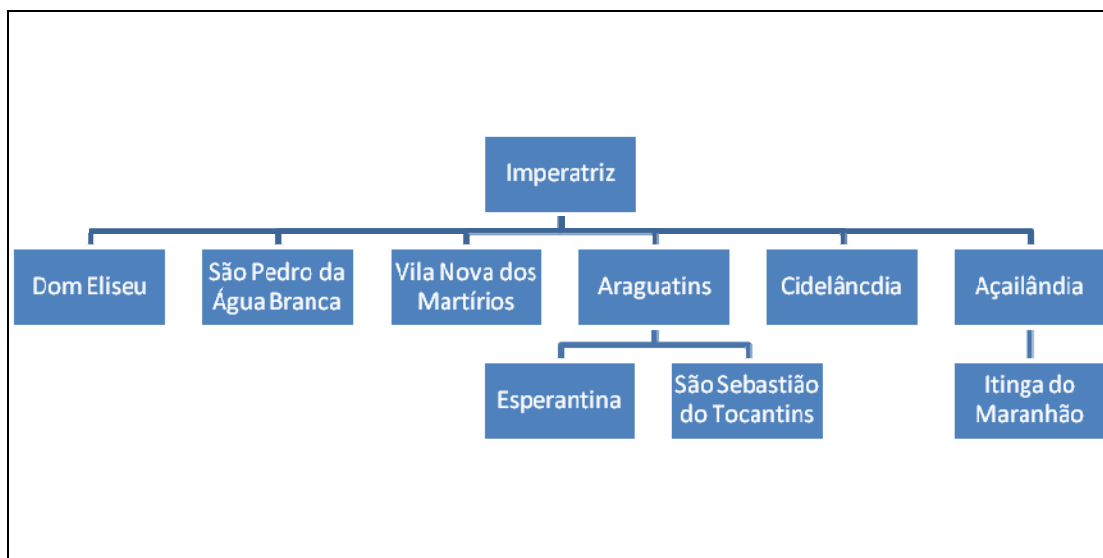 Imperatriz
Dom Eliseu
São Pedro da
Água Branca
Vila Nova dos
Martírios
Araguatins
Cidelâncdia
Açailândia
Esperantina
São Sebastião
do Tocantins
Itinga do
Maranhão